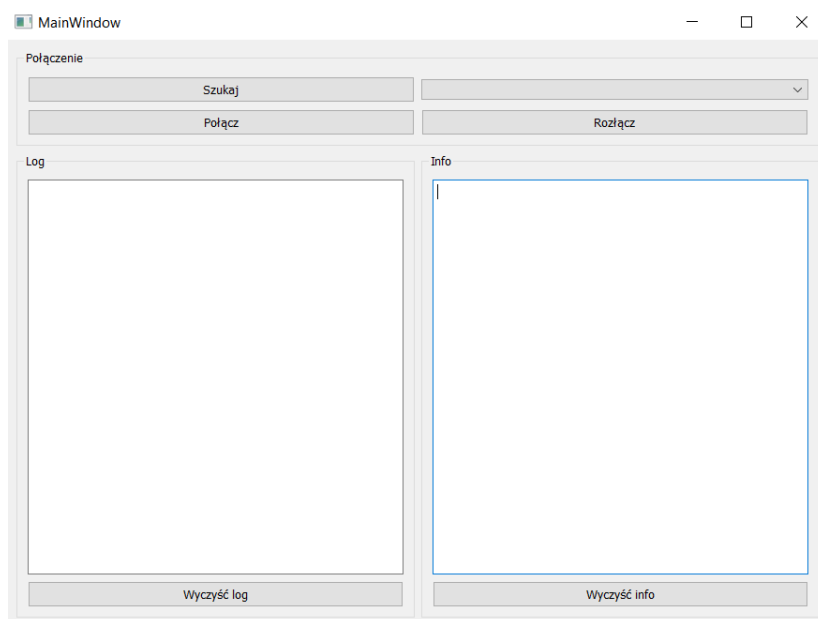 MainWindow
Połączenie
Szukaj
Połącz Rozłącz
Log Info
Wyczyść log Wyczyść info